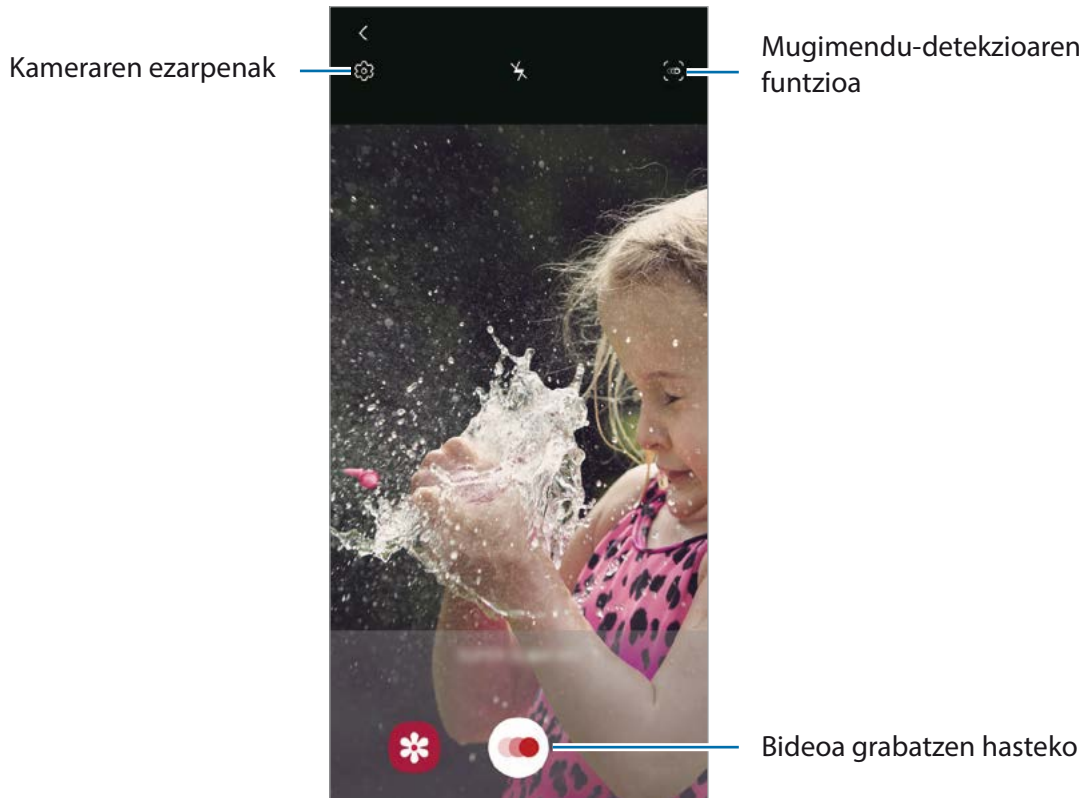 Kameraren ezarpenak
Mugimendu-detekzioaren
funtzioa
Bideoa grabatzen hasteko